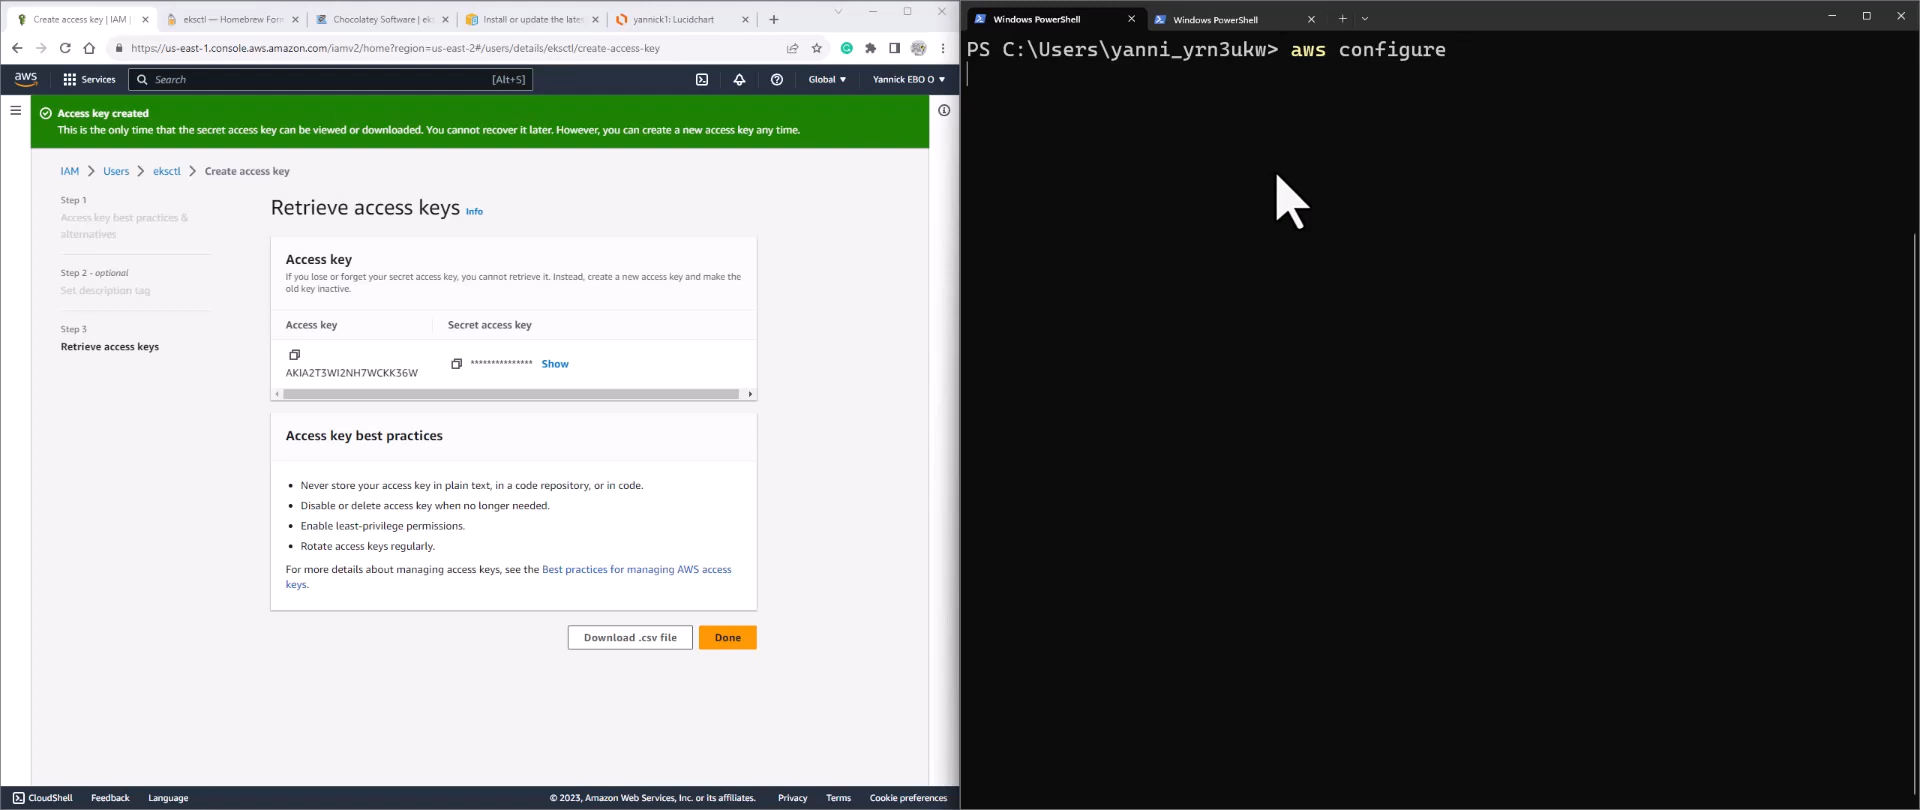 Create access key | IAM |
eksctl — Homebrew Form
Chocolatey Software | eks
Install or update the lates
yannick1: Lucidchart
https://us-east-1.console.aws.amazon.com/iamv2/home?region=us-east-2#/users/details/eksctl/create-access-key
aws
Services
Search
[Alt+S]
Global
Yannick EBO O
Access key created
This is the only time that the secret access key can be viewed or downloaded. You cannot recover it later. However, you can create a new access key any time.
IAM > Users > eksctl > Create access key
Step 1
Access key best practices &
alternatives
Step 2 - optional
Set description tag
Step 3
Retrieve access keys
Retrieve access keys Info
Access key
If you lose or forget your secret access key, you cannot retrieve it. Instead, create a new access key and make the
old key inactive.
Access key
Secret access key
AKIA2T3WI2NH7WCKK36W
*************** Show
Access key best practices
• Never store your access key in plain text, in a code repository, or in code.
• Disable or delete access key when no longer needed.
• Enable least-privilege permissions.
• Rotate access keys regularly.
For more details about managing access keys, see the Best practices for managing AWS access
keys.
Download .csv file
Done
CloudShell
Feedback
Language
© 2023, Amazon Web Services, Inc. or its affiliates.
Privacy
Terms
Cookie preferences
Windows PowerShell
Windows PowerShell
PS C:\Users\yanni_yrn3ukw> aws configure